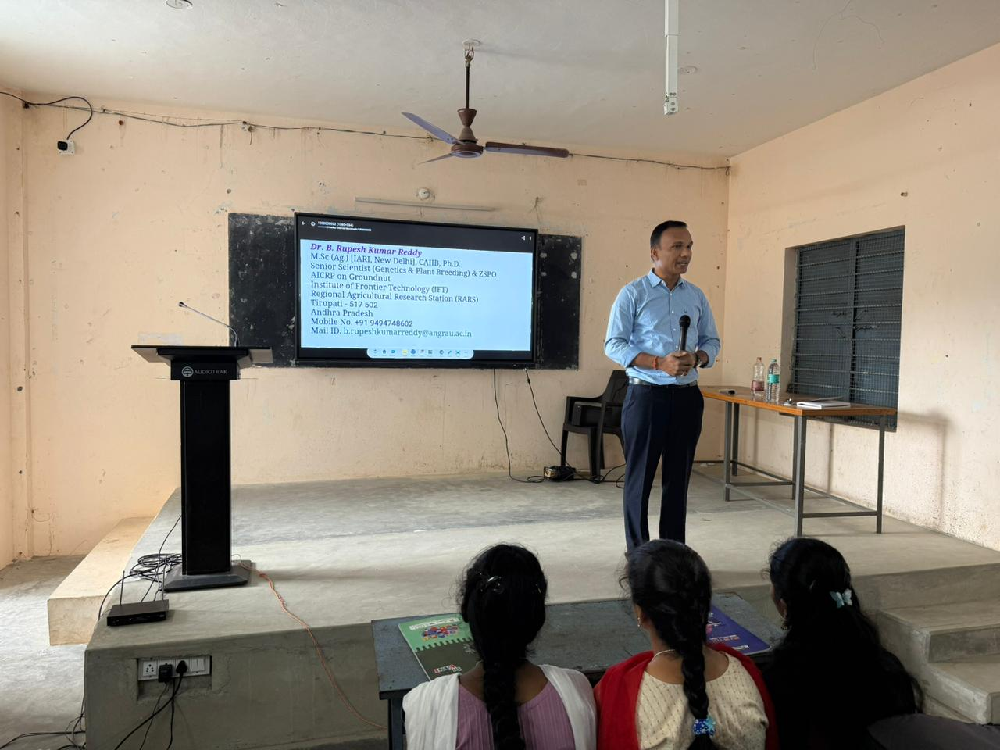 Dr. B. Rupesh Kumar Reddy
M.Sc.(Ag.) [IARI, New Delhi], CAIIB, Ph.D.
Senior Scientist (Genetics & Plant Breeding) & ZSPO
AICRP on Groundnut
Institute of Frontier Technology (IFT)
Regional Agricultural Research Station (RARS)
Tirupati - 517 502
Andhra Pradesh
Mobile No. +91 9494748602
Mail ID. b.rupeshkumarreddy@angrau.ac.in
AUDIOTRAK